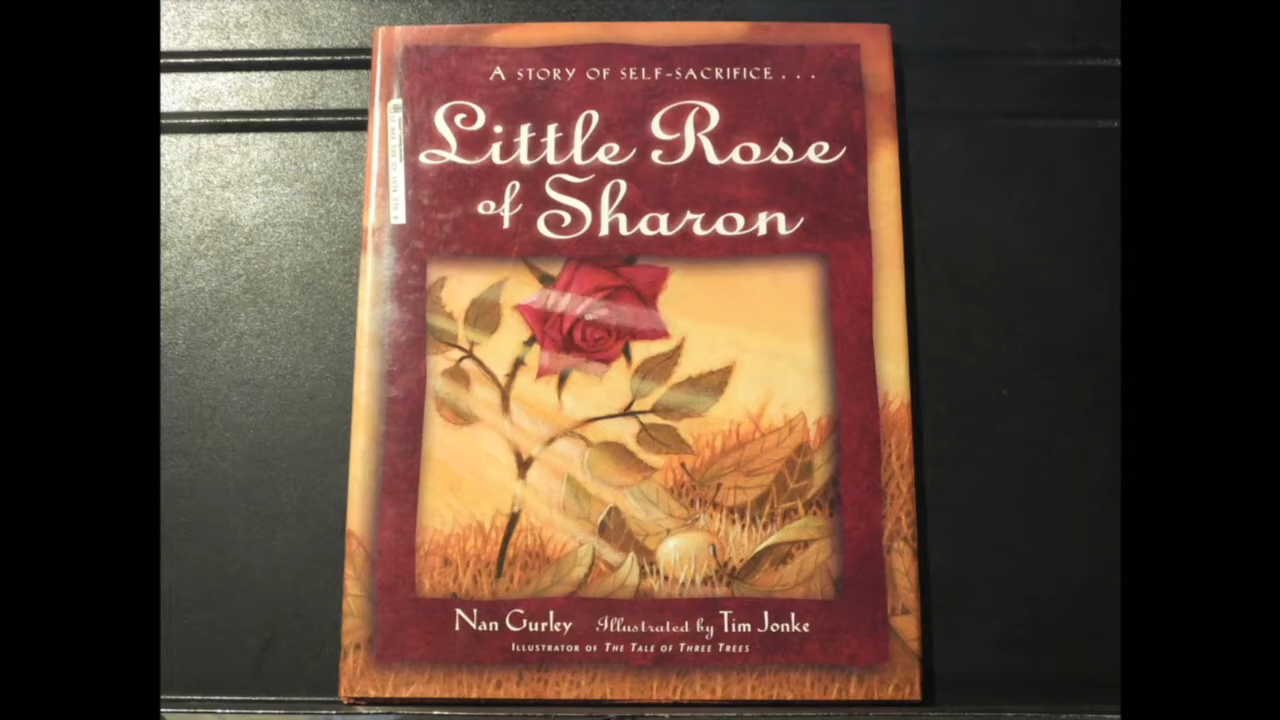 A STORY OF SELF-SACRIFICE . . .
Little Rose
of Sharon
Nan Gurley Illustrated by Tim Jonke
ILLUSTRATOR OF THE TALE OF THREE TREES